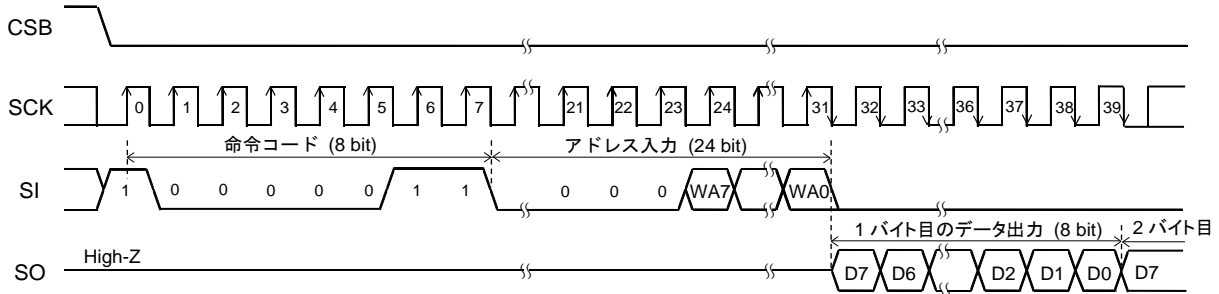 CSB
SCK
0 1 2 3 4 5 6 7 21 22 23 24 31 32 33 36 37 38 39
命令コード (8 bit) アドレス入力 (24 bit)
SI
1 0 0 0 0 0 1 1 0 0 0 WA7 WA0
1 バイト目のデータ出力 (8 bit) 2 バイト目
High-Z
SO
D7 D6 D2 D1 D0 D7